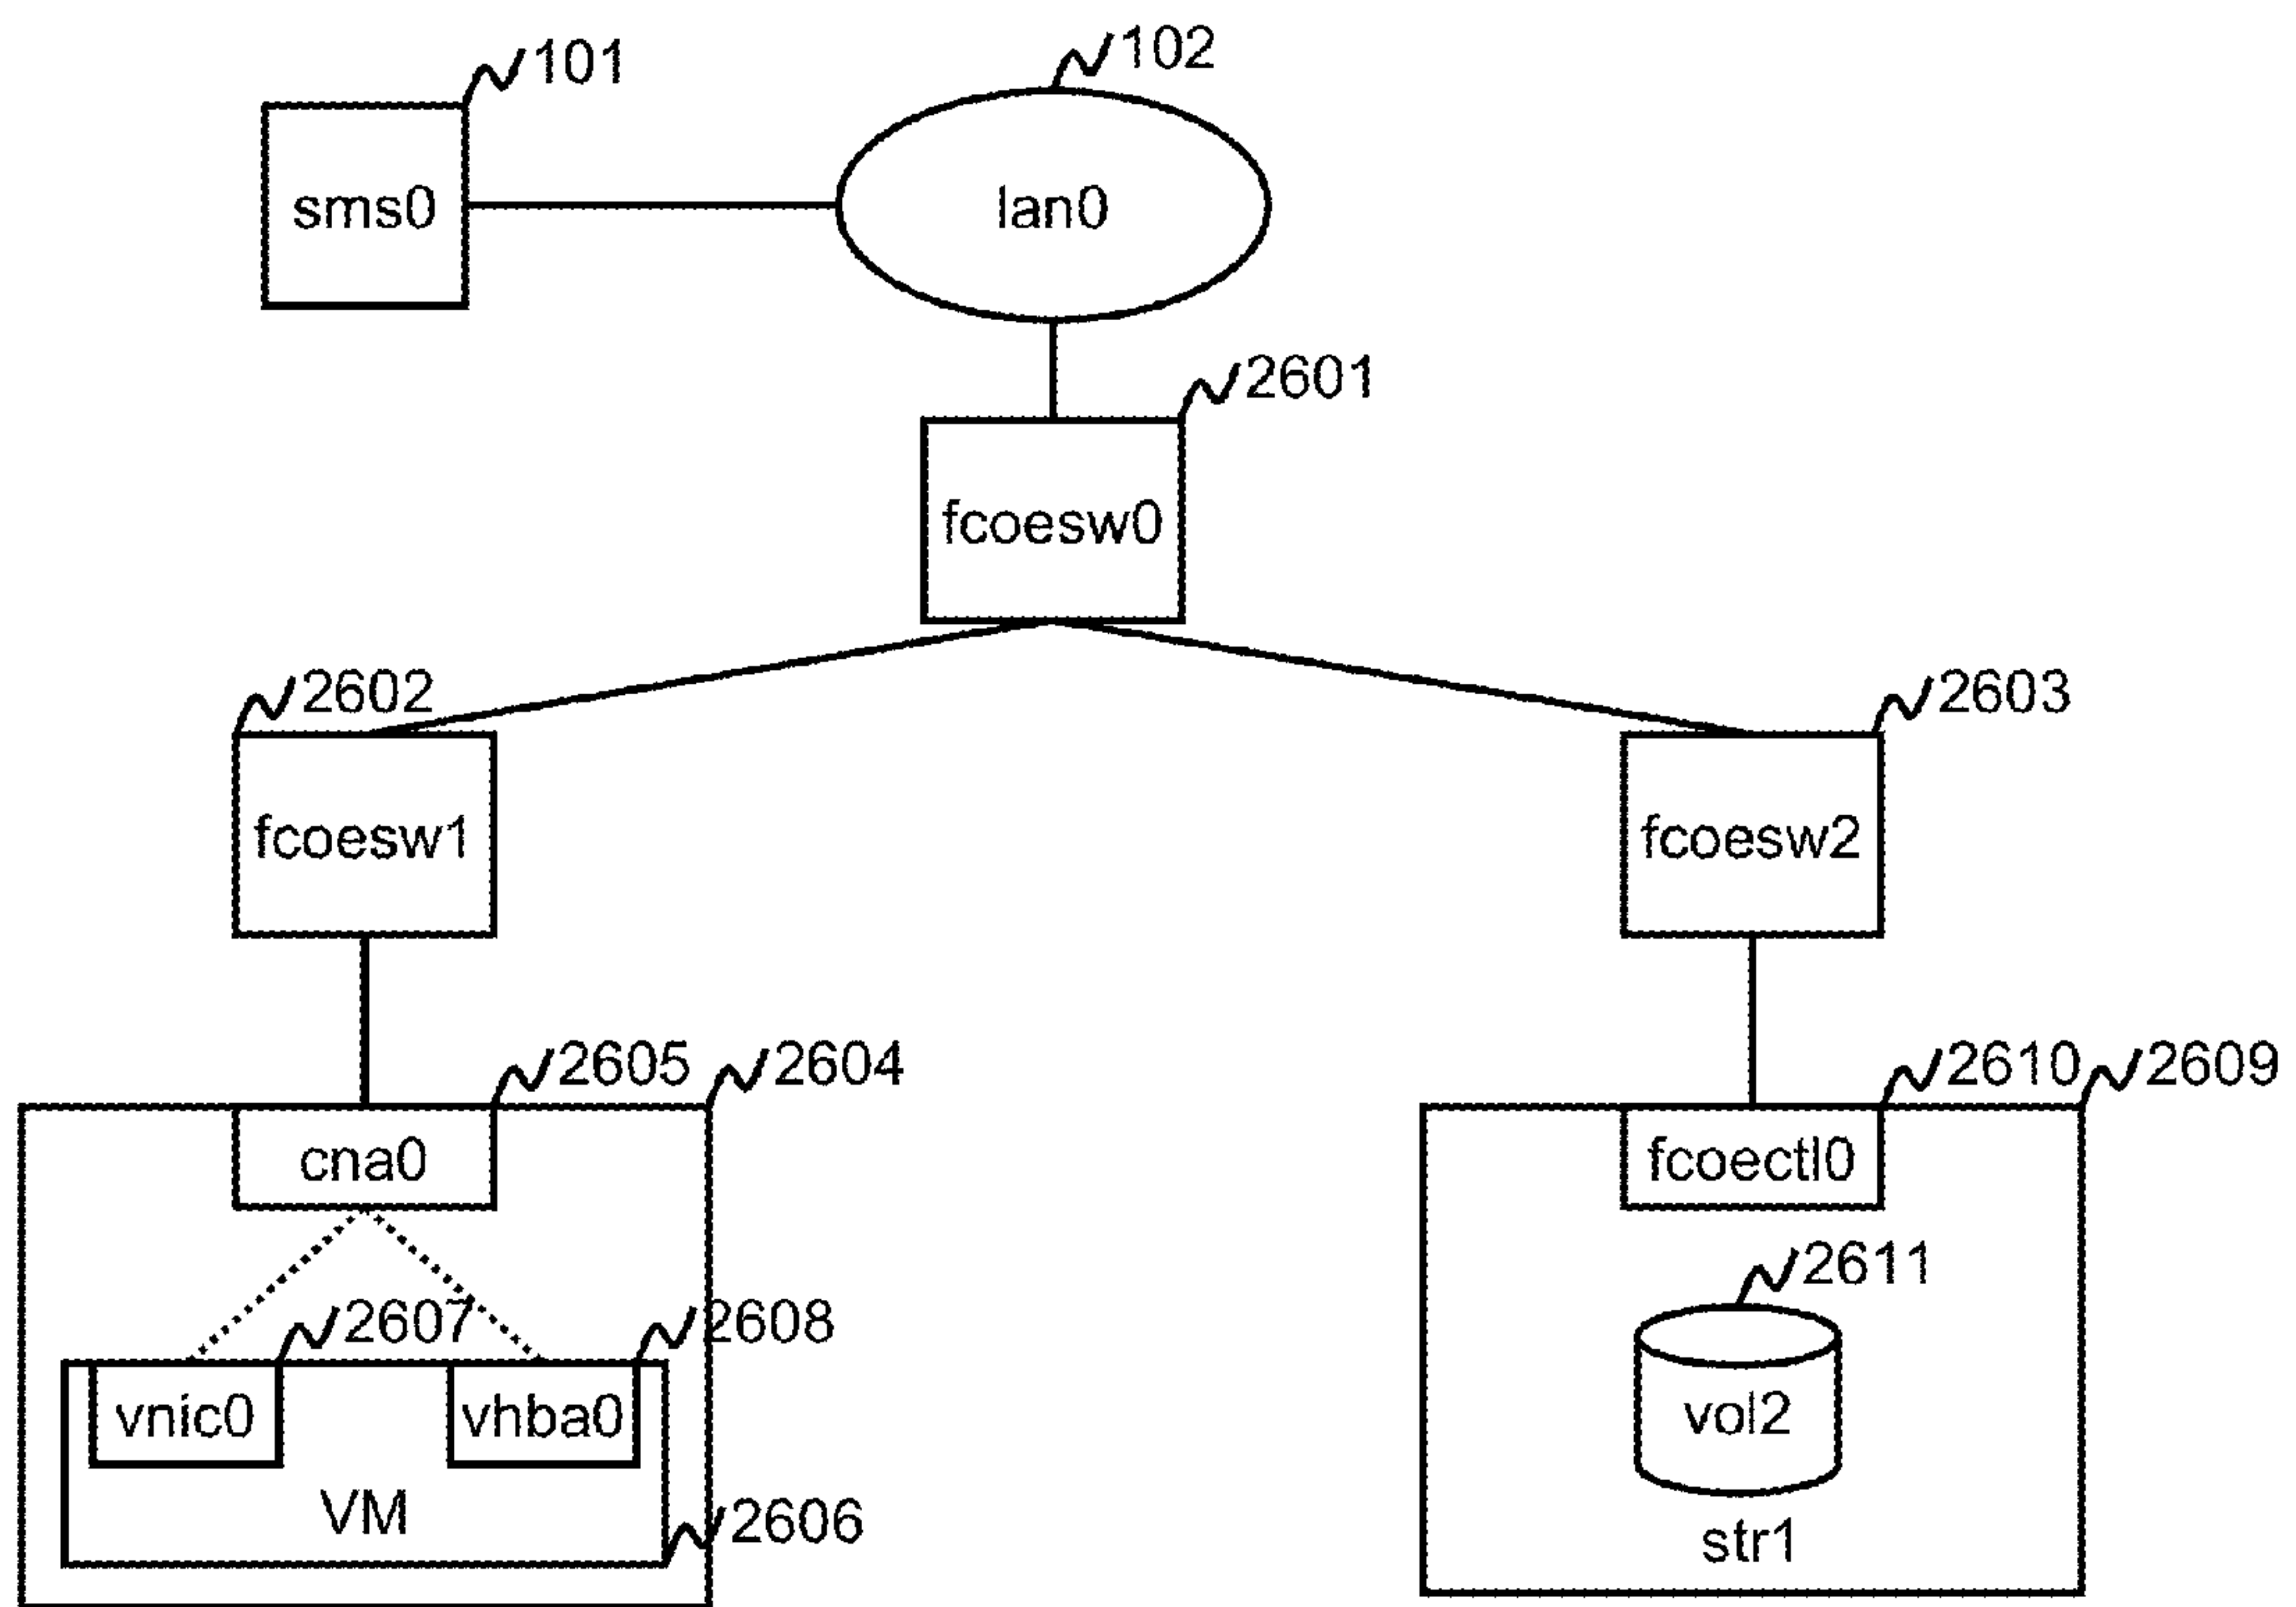 101
102
sms0
lan0
2601
fcoesw0
2602
2603
fcoesw1
fcoesw2
2605
2604
2610
2609
cna0
fcoectl0
2611
2607
2608
vnic0
vhba0
vol2
VM
2606
str1